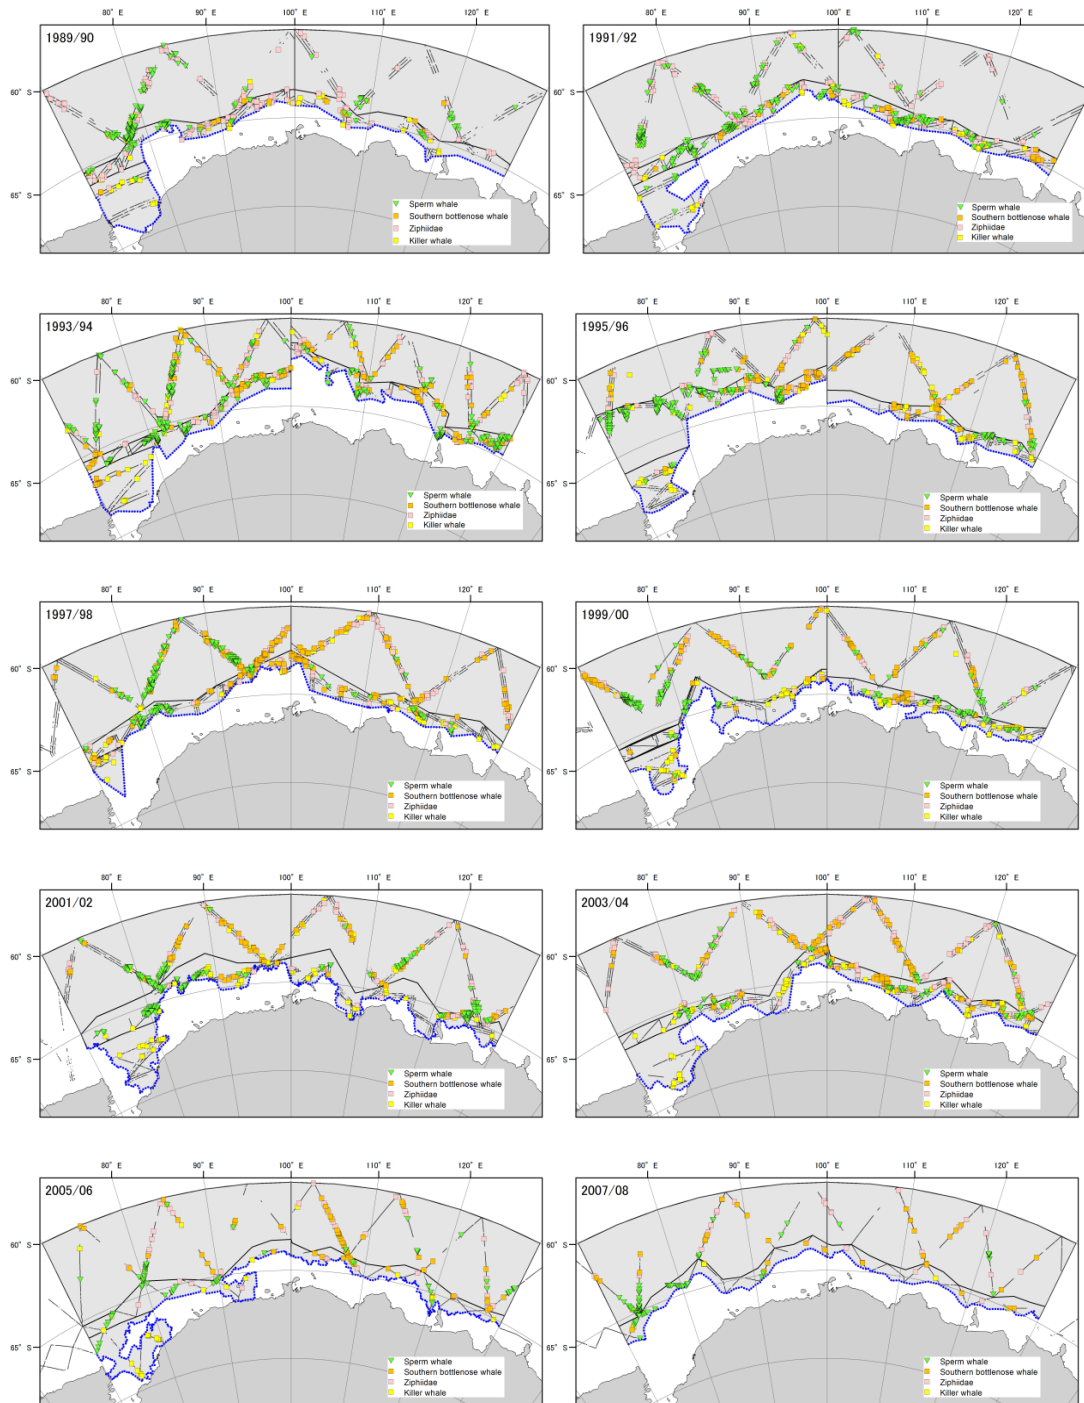 80° E 90° E 100° E 110° E 120° E
1989/90
60° S
65° S
Sperm whale
Southern bottlenose whale
Ziphiidae
Killer whale
80° E 90° E 100° E 110° E 120° E
1991/92
60° S
65° S
Sperm whale
Southern bottlenose whale
Ziphiidae
Killer whale
80° E 90° E 100° E 110° E 120° E
1993/94
60° S
65° S
Sperm whale
Southern bottlenose whale
Ziphiidae
Killer whale
80° E 90° E 100° E 110° E 120° E
1995/96
60° S
65° S
Sperm whale
Southern bottlenose whale
Ziphiidae
Killer whale
80° E 90° E 100° E 110° E 120° E
1997/98
60° S
65° S
Sperm whale
Southern bottlenose whale
Ziphiidae
Killer whale
80° E 90° E 100° E 110° E 120° E
1999/00
60° S
65° S
Sperm whale
Southern bottlenose whale
Ziphiidae
Killer whale
80° E 90° E 100° E 110° E 120° E
2001/02
60° S
65° S
Sperm whale
Southern bottlenose whale
Ziphiidae
Killer whale
80° E 90° E 100° E 110° E 120° E
2003/04
60° S
65° S
Sperm whale
Southern bottlenose whale
Ziphiidae
Killer whale
80° E 90° E 100° E 110° E 120° E
2005/06
60° S
65° S
Sperm whale
Southern bottlenose whale
Ziphiidae
Killer whale
80° E 90° E 100° E 110° E 120° E
2007/08
60° S
65° S
Sperm whale
Southern bottlenose whale
Ziphiidae
Killer whale